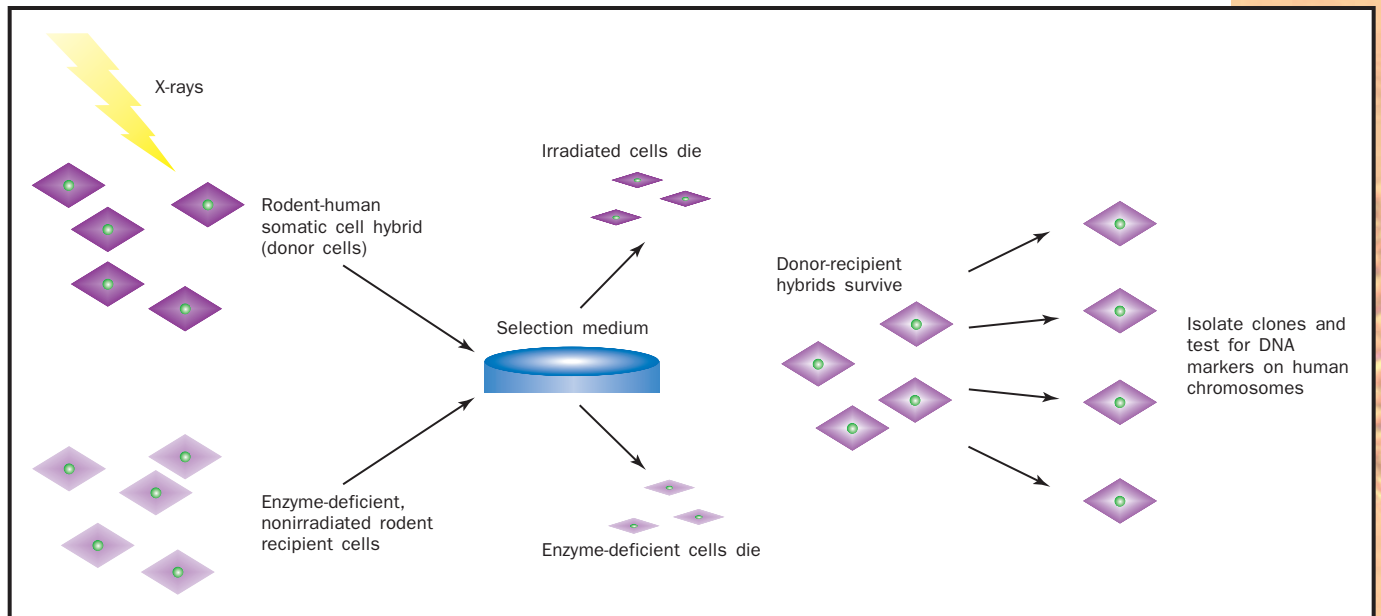 X-rays
Rodent-human
somatic cell hybrid
(donor cells)
Enzyme-deficient,
nonirradiated rodent
recipient cells
Selection medium
Irradiated cells die
Enzyme-deficient cells die
Donor-recipient
hybrids survive
Isolate clones and
test for DNA
markers on human
chromosomes